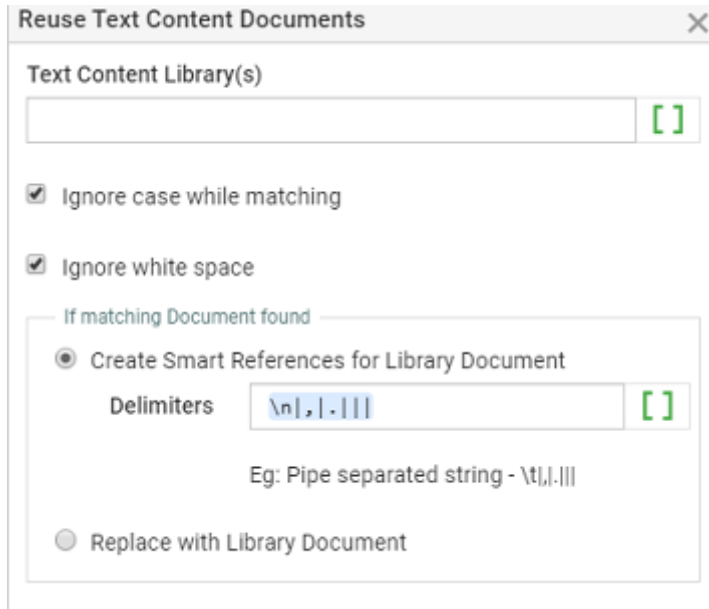 Reuse Text Content Documents
Text Content Library(s)
[ ]
Ignore case while matching
Ignore white space
If matching Document found
Create Smart References for Library Document
Delimiters \n|,|.||| [ ]
Eg: Pipe separated string - \t|,|.|||
Replace with Library Document